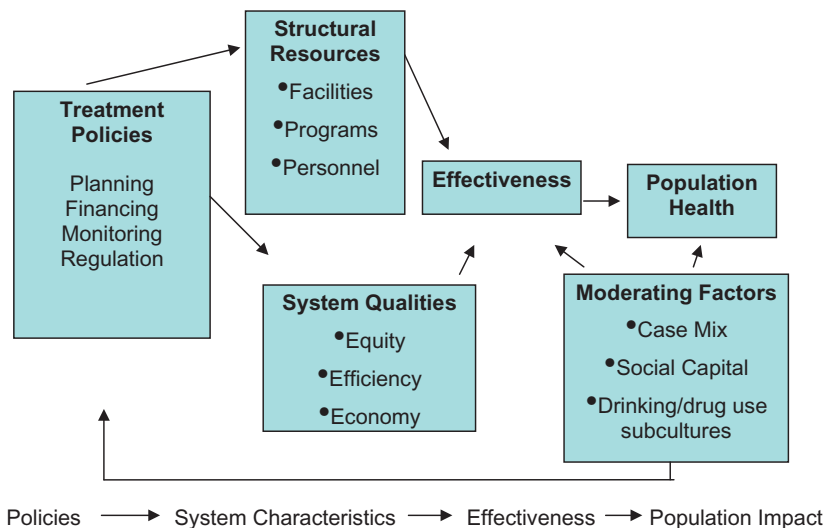 Structural
Resources
•Facilities
•Programs
•Personnel
Treatment
Policies
Planning
Financing
Monitoring
Regulation
Effectiveness
Population
Health
System Qualities
•Equity
•Efficiency
•Economy
Moderating Factors
•Case Mix
•Social Capital
•Drinking/drug use
subcultures
Policies → System Characteristics → Effectiveness → Population Impact